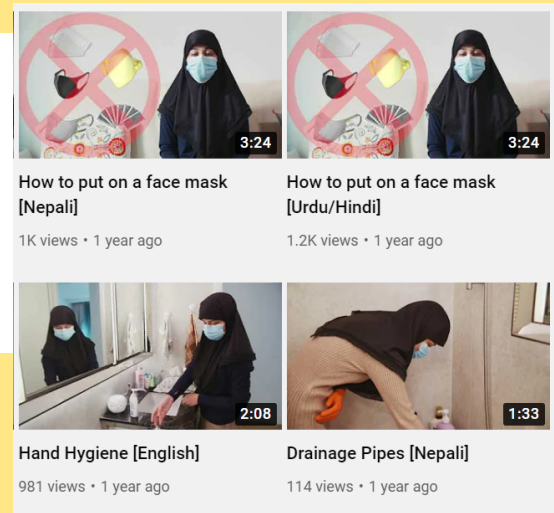 3:24
3:24
How to put on a face mask
[Nepali]
1K views • 1 year ago
How to put on a face mask
[Urdu/Hindi]
1.2K views • 1 year ago
2:08
1:33
Hand Hygiene [English]
981 views • 1 year ago
Drainage Pipes [Nepali]
114 views • 1 year ago